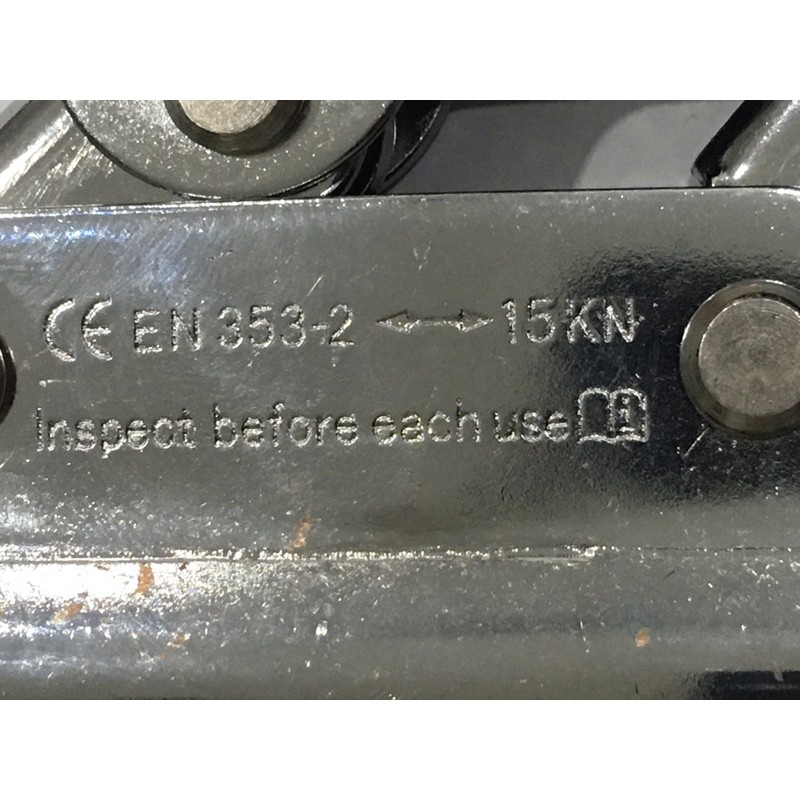 CE EN 353-2 ↔ 15KN
Inspect before each use